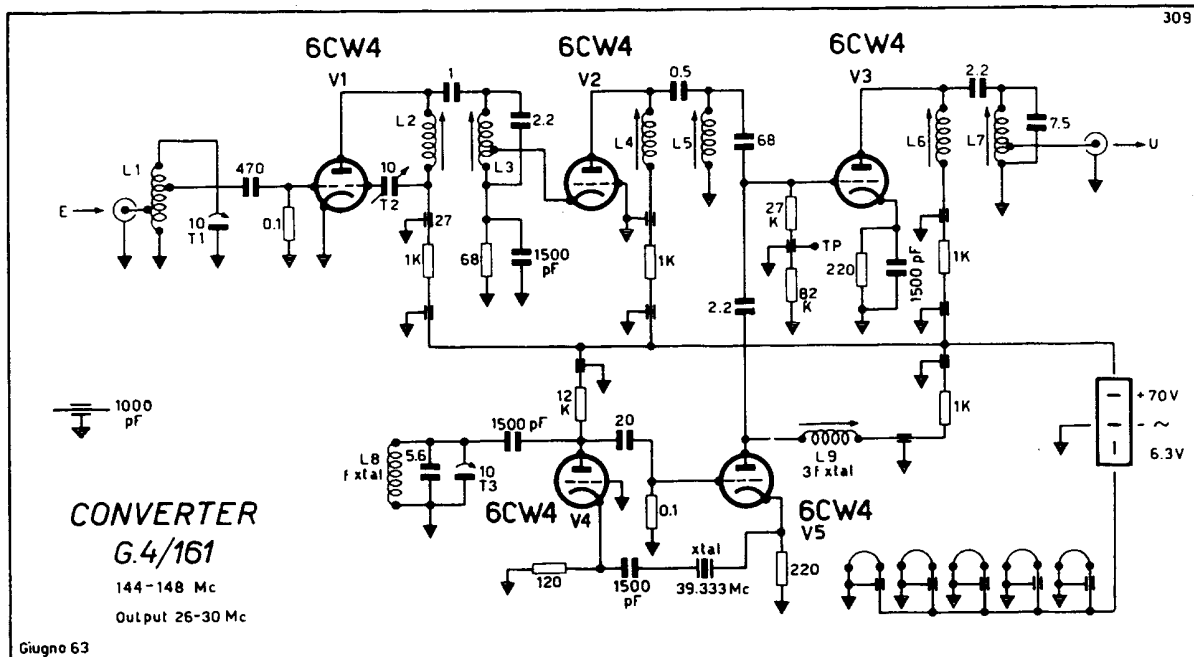 309
6CW4
V1
6CW4
V2
6CW4
V3
1
0.5
2.2
L2
2.2
L3
L4
L5
68
L6
L7
7.5
U
L1
470
10
T2
E
10
T1
0.1
27
1K
68
1500
pF
1K
27
K
TP
82
K
220
1500 pF
1K
2.2
12
K
1K
1000
pF
+70V
- ~
6.3V
1500 pF
20
L8
f xtal
5.6
10
T3
L9
3f xtal
6CW4
V4
0.1
6CW4
V5
CONVERTER
G.4/161
144-148 Mc
Output 26-30 Mc
120
1500
pF
xtal
39.333 Mc
220
Giugno 63